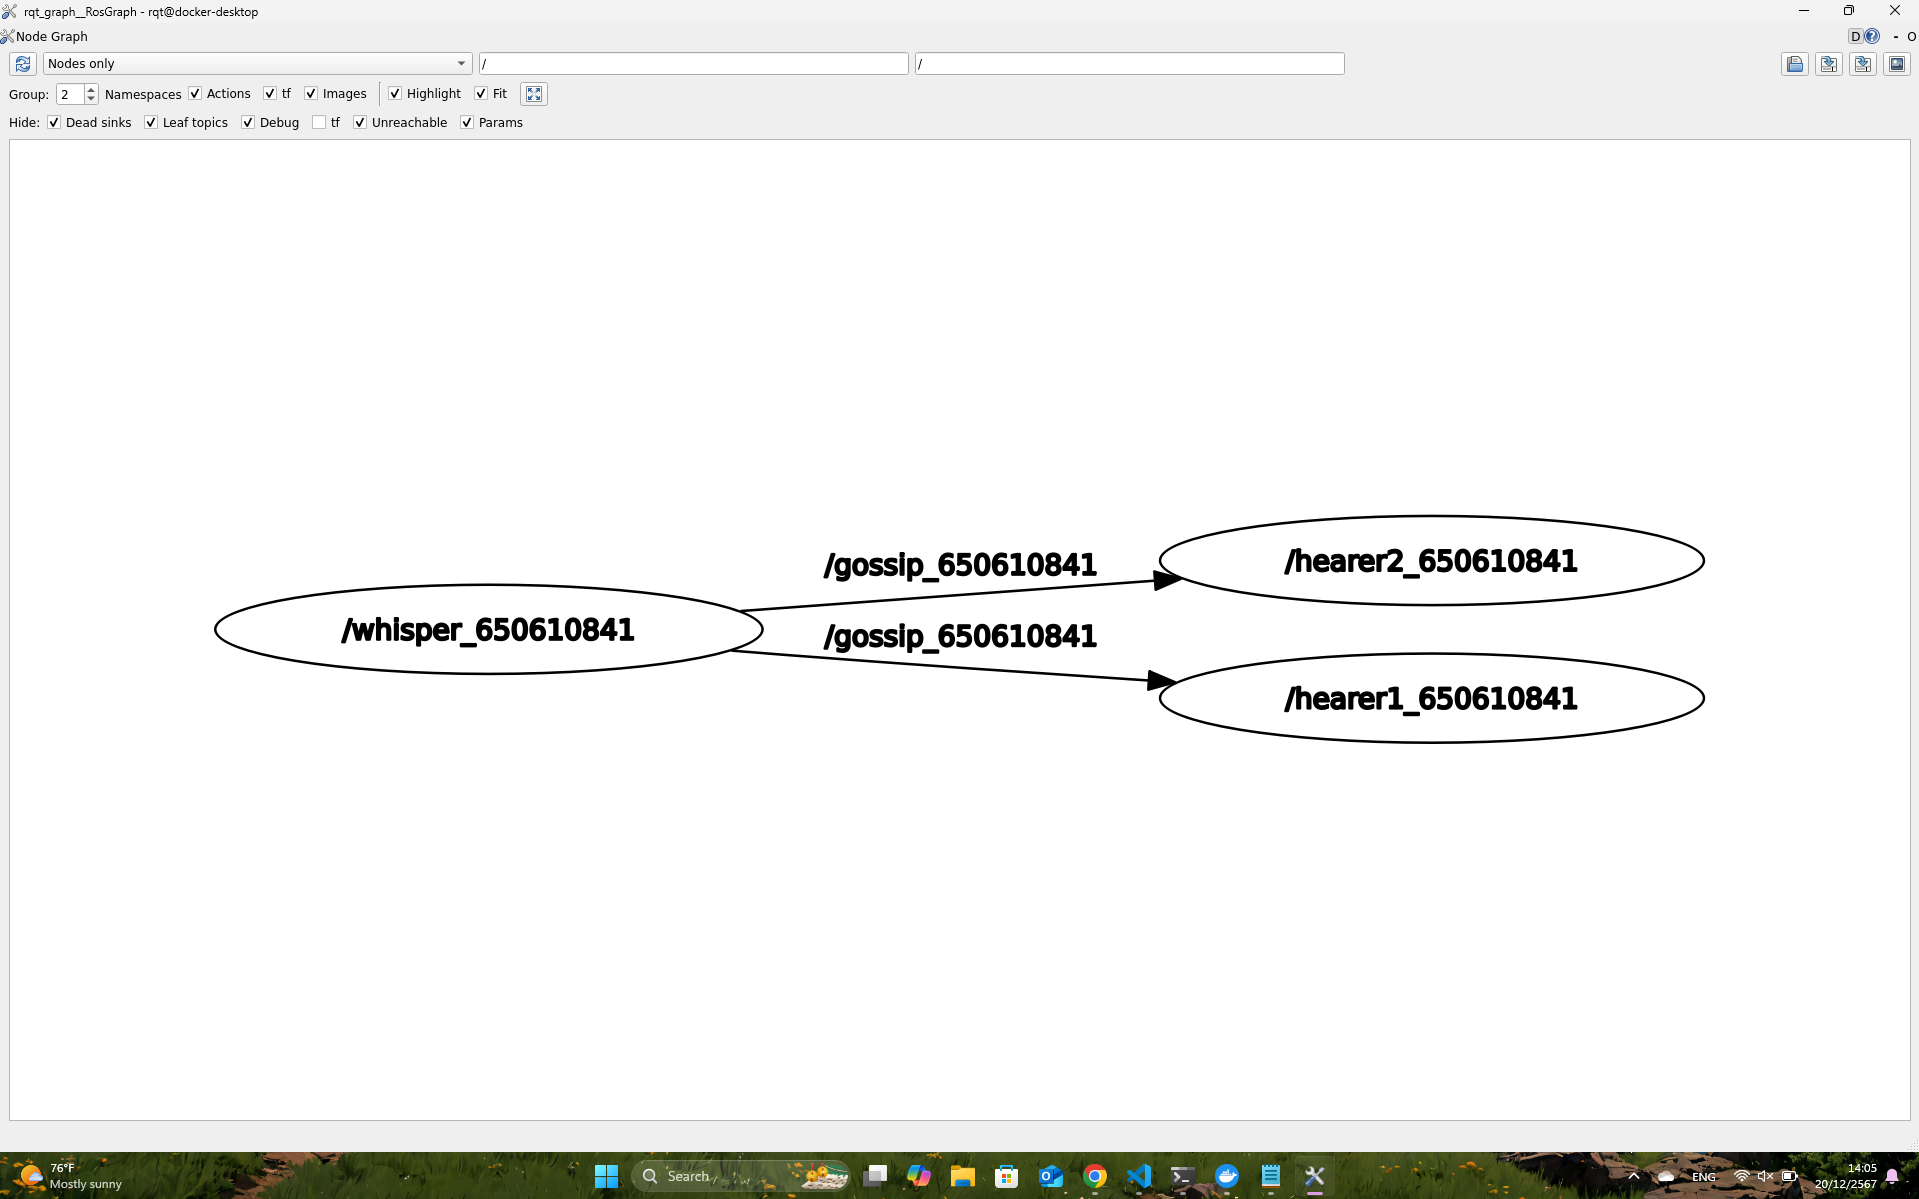 rqt_graph__RosGraph - rqt@docker-desktop
Node Graph
D ? - O
Nodes only / /
Group: 2 Namespaces Actions tf Images Highlight Fit
Hide: Dead sinks Leaf topics Debug tf Unreachable Params
/gossip_650610841
/hearer2_650610841
/whisper_650610841
/gossip_650610841
/hearer1_650610841
76°F
Mostly sunny
Search
ENG
14:05
20/12/2567